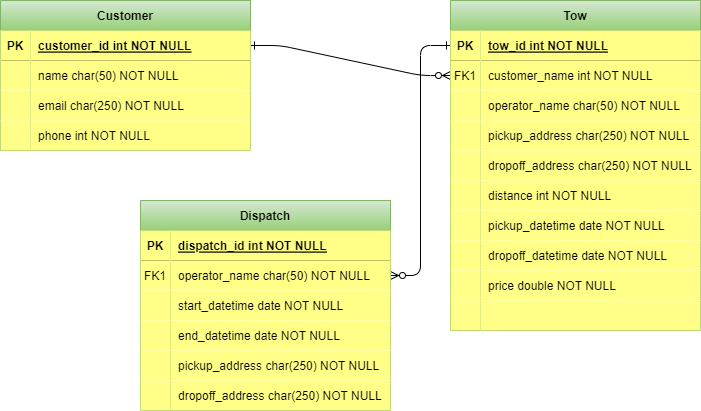 Customer
PK customer_id int NOT NULL
name char(50) NOT NULL
email char(250) NOT NULL
phone int NOT NULL
Tow
PK tow_id int NOT NULL
FK1 customer_name int NOT NULL
operator_name char(50) NOT NULL
pickup_address char(250) NOT NULL
dropoff_address char(250) NOT NULL
distance int NOT NULL
pickup_datetime date NOT NULL
dropoff_datetime date NOT NULL
price double NOT NULL
Dispatch
PK dispatch_id int NOT NULL
FK1 operator_name char(50) NOT NULL
start_datetime date NOT NULL
end_datetime date NOT NULL
pickup_address char(250) NOT NULL
dropoff_address char(250) NOT NULL